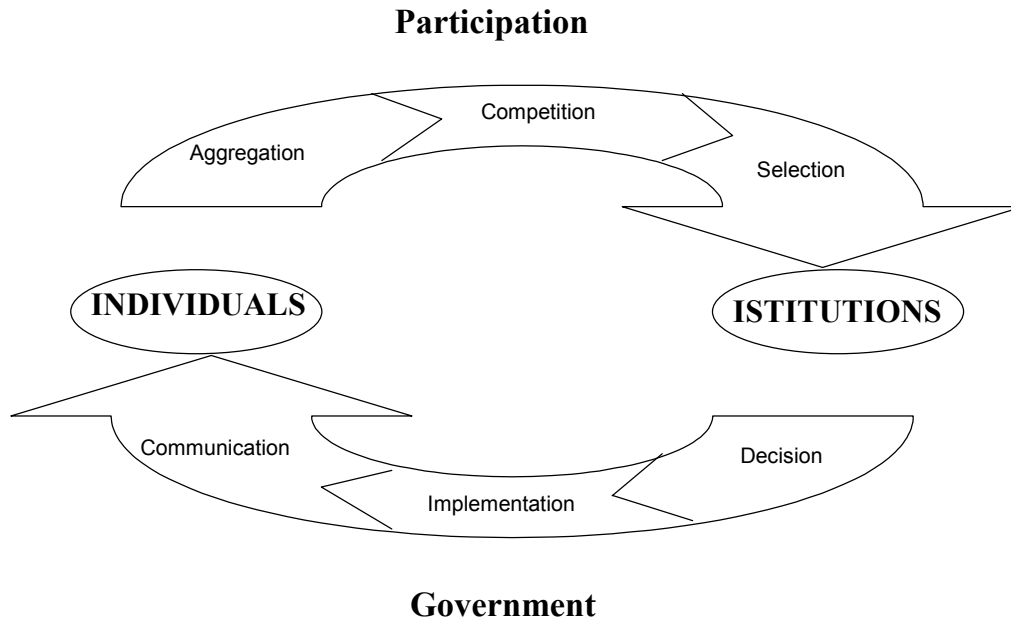 Participation
Competition
Aggregation
Selection
INDIVIDUALS
ISTITUTIONS
Communication
Decision
Implementation
Government